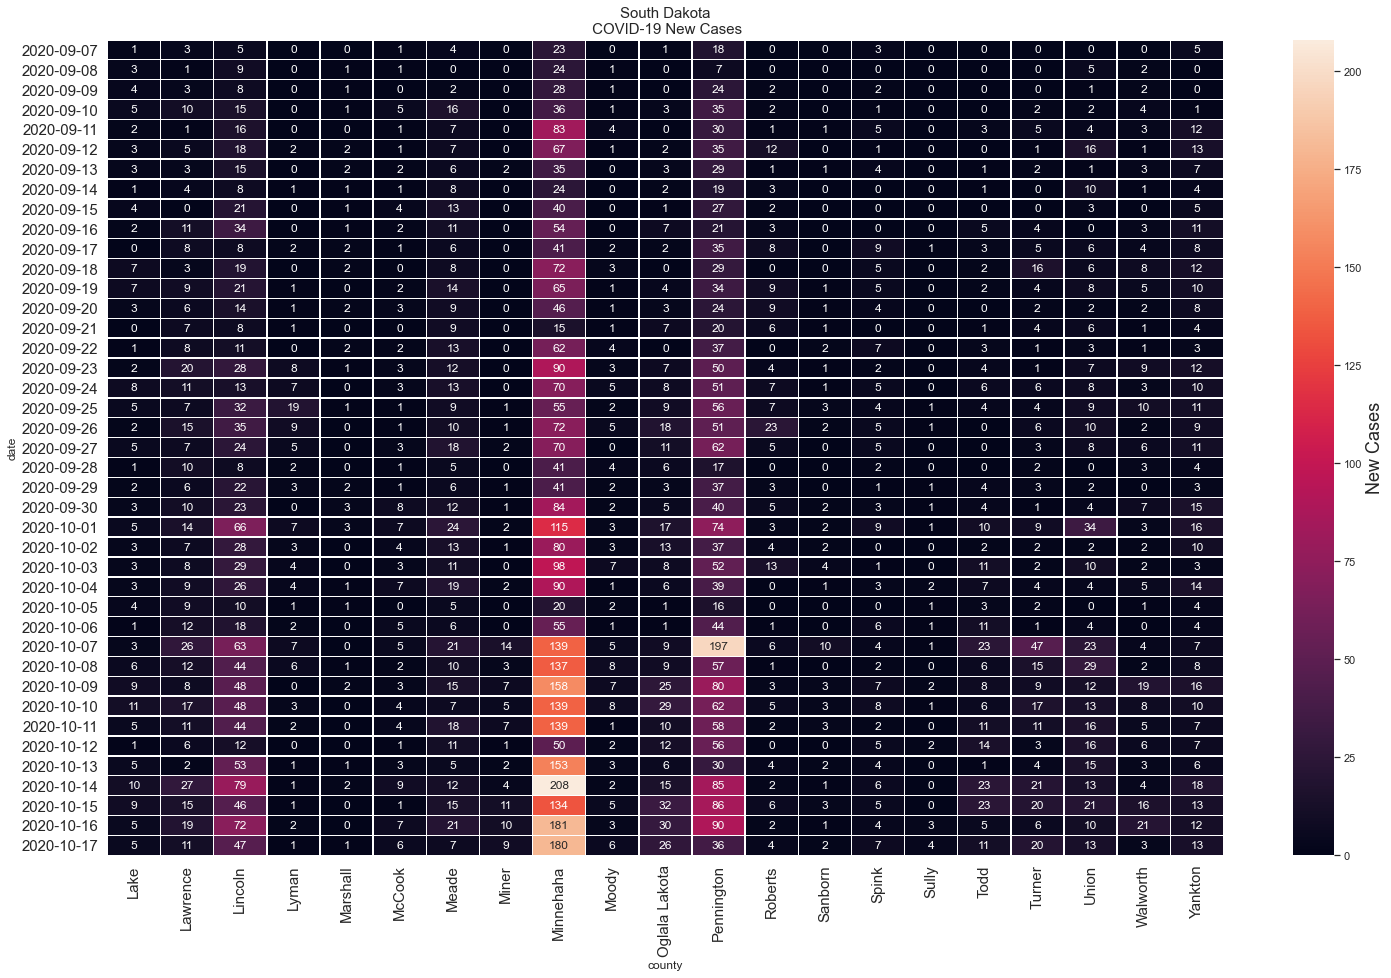 South Dakota
COVID-19 New Cases
2020-09-07 1 3 5 0 0 1 4 0 23 0 1 18 0 0 3 0 0 0 0 0 5
2020-09-08 3 1 9 0 1 1 0 0 24 1 0 7 0 0 0 0 0 0 5 2 0
2020-09-09 4 3 8 0 1 0 2 0 28 1 0 24 2 0 2 0 0 0 1 2 0
2020-09-10 5 10 15 0 1 5 16 0 36 1 3 35 2 0 1 0 0 2 2 4 1
2020-09-11 2 1 16 0 0 1 7 0 83 4 0 30 1 1 5 0 3 5 4 3 12
2020-09-12 3 5 18 2 2 1 7 0 67 1 2 35 12 0 1 0 0 1 16 1 13
2020-09-13 3 3 15 0 2 2 6 2 35 0 3 29 1 1 4 0 1 2 1 3 7
2020-09-14 1 4 8 1 1 1 8 0 24 0 2 19 3 0 0 0 1 0 10 1 4
2020-09-15 4 0 21 0 1 4 13 0 40 0 1 27 2 0 0 0 0 0 3 0 5
2020-09-16 2 11 34 0 1 2 11 0 54 0 7 21 3 0 0 0 5 4 0 3 11
2020-09-17 0 8 8 2 2 1 6 0 41 2 2 35 8 0 9 1 3 5 6 4 8
2020-09-18 7 3 19 0 2 0 8 0 72 3 0 29 0 0 5 0 2 16 6 8 12
2020-09-19 7 9 21 1 0 2 14 0 65 1 4 34 9 1 5 0 2 4 8 5 10
2020-09-20 3 6 14 1 2 3 9 0 46 1 3 24 9 1 4 0 0 2 2 2 8
2020-09-21 0 7 8 1 0 0 9 0 15 1 7 20 6 1 0 0 1 4 6 1 4
2020-09-22 1 8 11 0 2 2 13 0 62 4 0 37 0 2 7 0 3 1 3 1 3
2020-09-23 2 20 28 8 1 3 12 0 90 3 7 50 4 1 2 0 4 1 7 9 12
2020-09-24 8 11 13 7 0 3 13 0 70 5 8 51 7 1 5 0 6 6 8 3 10
2020-09-25 5 7 32 19 1 1 9 1 55 2 9 56 7 3 4 1 4 4 9 10 11
2020-09-26 2 15 35 9 0 1 10 1 72 5 18 51 23 2 5 1 0 6 10 2 9
2020-09-27 5 7 24 5 0 3 18 2 70 0 11 62 5 0 5 0 0 3 8 6 11
2020-09-28 1 10 8 2 0 1 5 0 41 4 6 17 0 0 2 0 0 2 0 3 4
2020-09-29 2 6 22 3 2 1 6 1 41 2 3 37 3 0 1 1 4 3 2 0 3
2020-09-30 3 10 23 0 3 8 12 1 84 2 5 40 5 2 3 1 4 1 4 7 15
2020-10-01 5 14 66 7 3 7 24 2 115 3 17 74 3 2 9 1 10 9 34 3 16
2020-10-02 3 7 28 3 0 4 13 1 80 3 13 37 4 2 0 0 2 2 2 2 10
2020-10-03 3 8 29 4 0 3 11 0 98 7 8 52 13 4 1 0 11 2 10 2 3
2020-10-04 3 9 26 4 1 7 19 2 90 1 6 39 0 1 3 2 7 4 4 5 14
2020-10-05 4 9 10 1 1 0 5 0 20 2 1 16 0 0 0 1 3 2 0 1 4
2020-10-06 1 12 18 2 0 5 6 0 55 1 1 44 1 0 6 1 11 1 4 0 4
2020-10-07 3 26 63 7 0 5 21 14 139 5 9 197 6 10 4 1 23 47 23 4 7
2020-10-08 6 12 44 6 1 2 10 3 137 8 9 57 1 0 2 0 6 15 29 2 8
2020-10-09 9 8 48 0 2 3 15 7 158 7 25 80 3 3 7 2 8 9 12 19 16
2020-10-10 11 17 48 3 0 4 7 5 139 8 29 62 5 3 8 1 6 17 13 8 10
2020-10-11 5 11 44 2 0 4 18 7 139 1 10 58 2 3 2 0 11 11 16 5 7
2020-10-12 1 6 12 0 0 1 11 1 50 2 12 56 0 0 5 2 14 3 16 6 7
2020-10-13 5 2 53 1 1 3 5 2 153 3 6 30 4 2 4 0 1 4 15 3 6
2020-10-14 10 27 79 1 2 9 12 4 208 2 15 85 2 1 6 0 23 21 13 4 18
2020-10-15 9 15 46 1 0 1 15 11 134 5 32 86 6 3 5 0 23 20 21 16 13
2020-10-16 5 19 72 2 0 7 21 10 181 3 30 90 2 1 4 3 5 6 10 21 12
2020-10-17 5 11 47 1 1 6 7 9 180 6 26 36 4 2 7 4 11 20 13 3 13
Lake Lawrence Lincoln Lyman Marshall McCook Meade Miner Minnehaha Moody Oglala Lakota Pennington Roberts Sanborn Spink Sully Todd Turner Union Walworth Yankton
county
date
200
175
150
125
100
75
50
25
0
New Cases